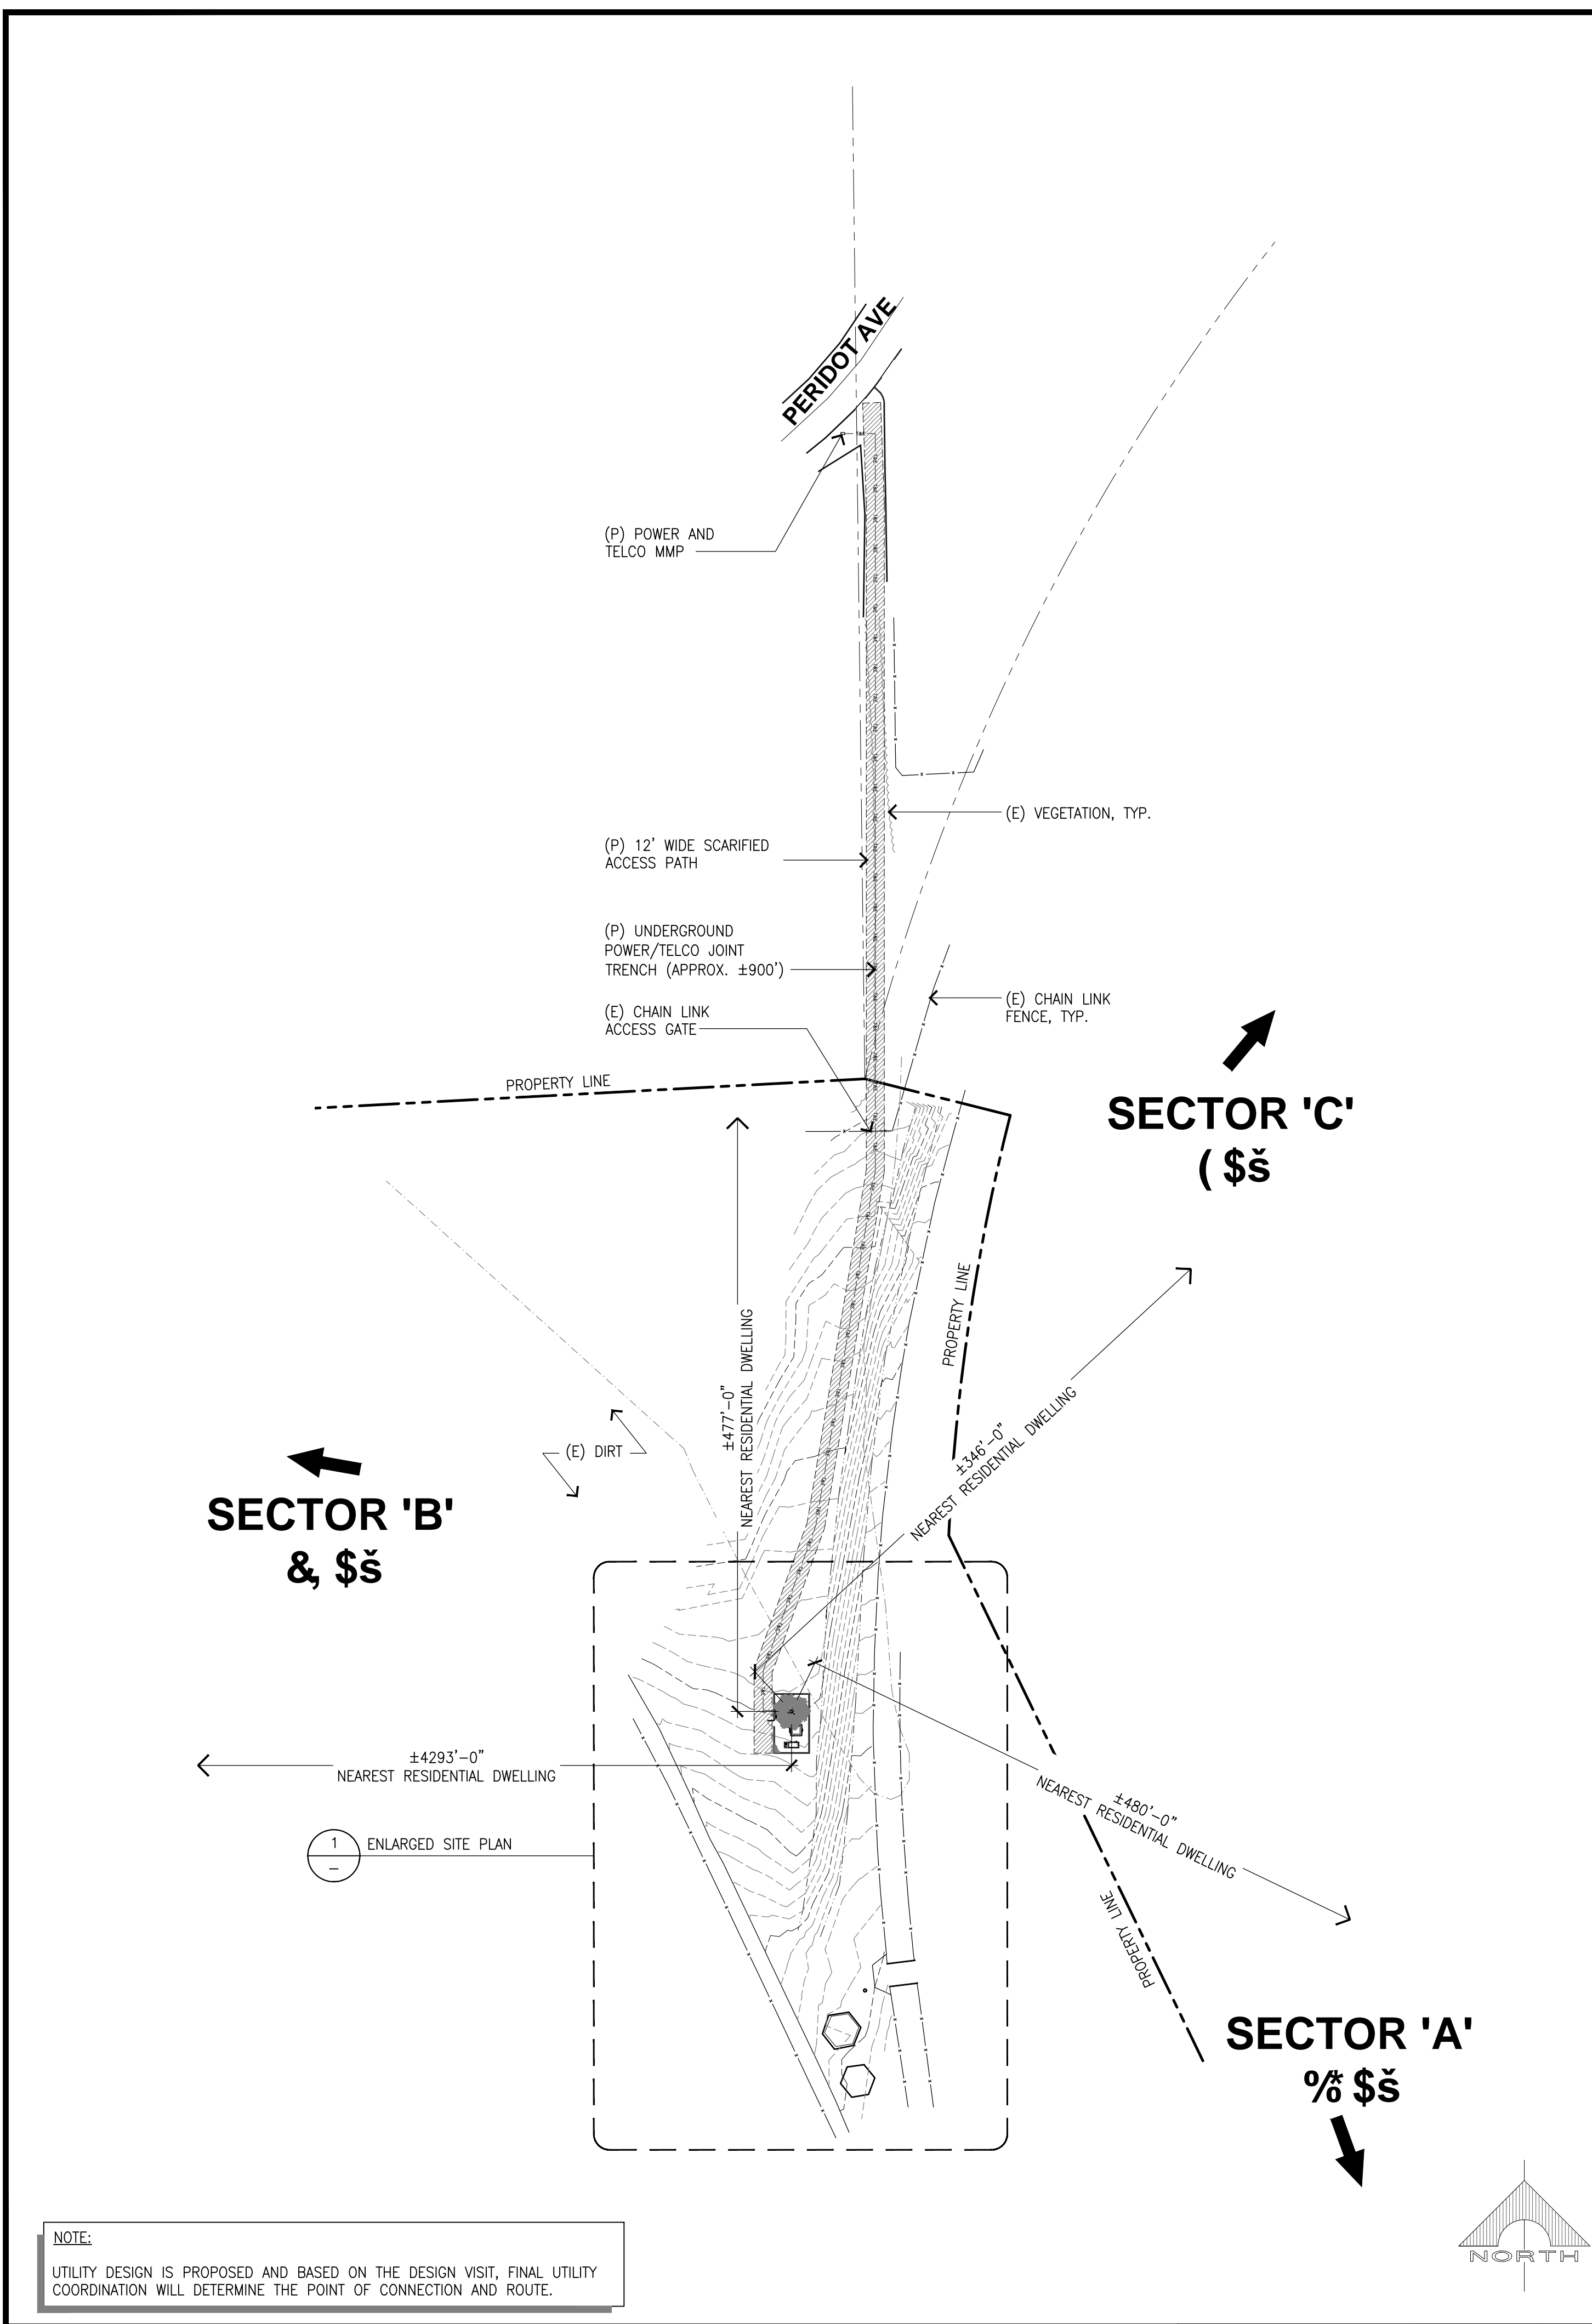 PERIDOT AVE
(P) POWER AND
TELCO MMP
(E) VEGETATION, TYP.
(P) 12' WIDE SCARIFIED
ACCESS PATH
(P) UNDERGROUND
POWER/TELCO JOINT
TRENCH (APPROX. ±900')
(E) CHAIN LINK
FENCE, TYP.
(E) CHAIN LINK
ACCESS GATE
PROPERTY LINE
SECTOR 'C'
( $š
PROPERTY LINE
±477'-0"
NEAREST RESIDENTIAL DWELLING
±346'-0"
NEAREST RESIDENTIAL DWELLING
(E) DIRT
SECTOR 'B'
&, $š
±4293'-0"
NEAREST RESIDENTIAL DWELLING
±480'-0"
NEAREST RESIDENTIAL DWELLING
1
–
ENLARGED SITE PLAN
PROPERTY LINE
SECTOR 'A'
%* $š
NORTH
NOTE:
UTILITY DESIGN IS PROPOSED AND BASED ON THE DESIGN VISIT, FINAL UTILITY
COORDINATION WILL DETERMINE THE POINT OF CONNECTION AND ROUTE.